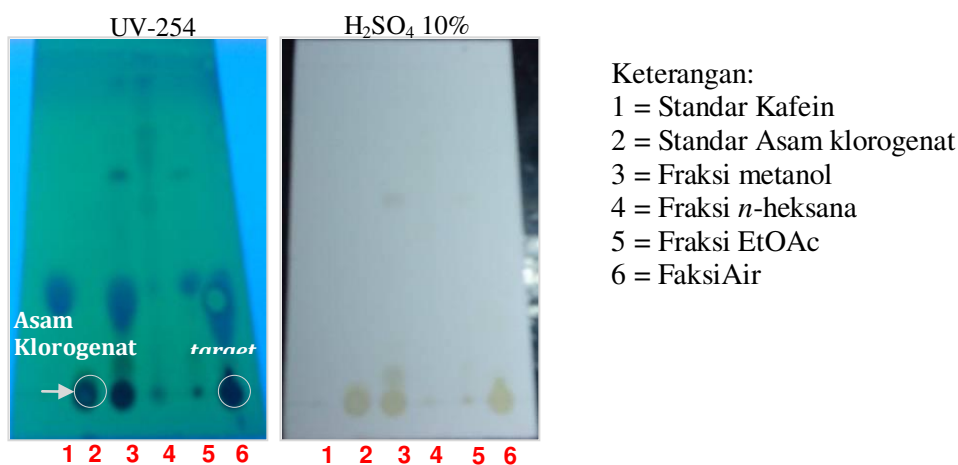 UV-254
H₂SO₄ 10%
Asam
Klorogenat
target
1 2 3 4 5 6
1 2 3 4 5 6
Keterangan:
1 = Standar Kafein
2 = Standar Asam klorogenat
3 = Fraksi metanol
4 = Fraksi n-heksana
5 = Fraksi EtOAc
6 = FaksiAir